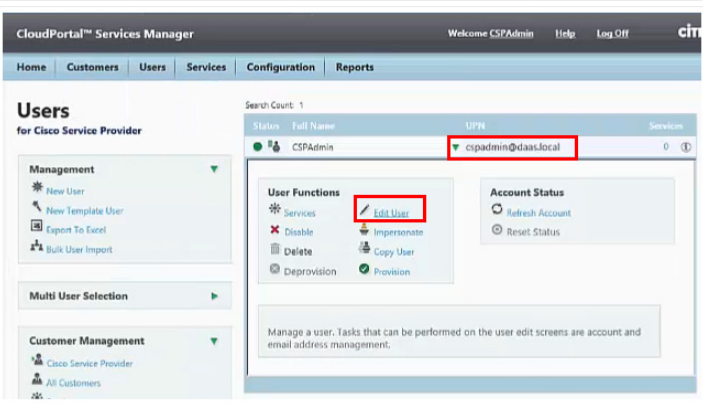 CloudPortal™ Services Manager
Welcome CSPAdmin Help Log Off
Home Customers Users Services Configuration Reports
Users
for Cisco Service Provider
Management
New User
New Template User
Export To Excel
Bulk User Import
Multi User Selection
Customer Management
Cisco Service Provider
All Customers
Search Count: 1
Status Full Name UPN Services
CSPAdmin cspadmin@daas.local 0
User Functions
Services Edit User
Disable Impersonate
Delete Copy User
Deprovision Provision
Account Status
Refresh Account
Reset Status
Manage a user. Tasks that can be performed on the user edit screens are account and
email address management.